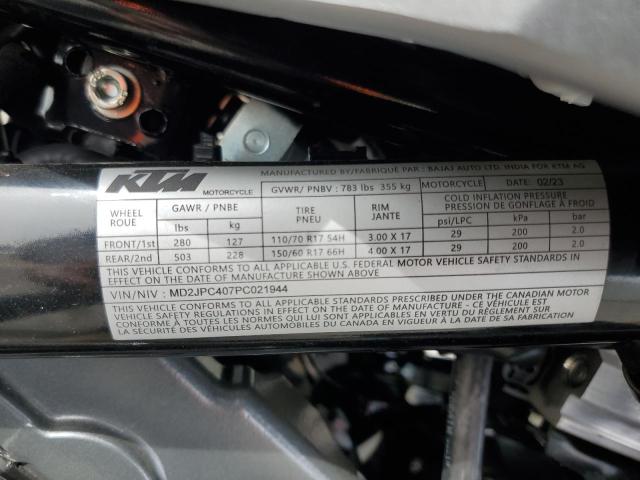 MANUFACTURED BY/FABRIQUÉ PAR : BAJAJ AUTO LTD. INDIA FOR KTM AG
KTM MOTORCYCLE GVWR/ PNBV : 783 lbs 355 kg MOTORCYCLE DATE: 02/23
WHEEL ROUE GAWR / PNBE TIRE PNEU RIM JANTE COLD INFLATION PRESSURE PRESSION DE GONFLAGE À FROID
lbs kg psi/LPC kPa bar
FRONT/1st 280 127 110/70 R17 54H 3.00 X 17 29 200 2.0
REAR/2nd 503 228 150/60 R17 66H 4.00 X 17 29 200 2.0
THIS VEHICLE CONFORMS TO ALL APPLICABLE U.S. FEDERAL MOTOR VEHICLE SAFETY STANDARDS IN
EFFECT ON THE DATE OF MANUFACTURE SHOWN ABOVE.
VIN/NIV : MD2JPC407PC021944
THIS VEHICLE CONFORMS TO ALL APPLICABLE STANDARDS PRESCRIBED UNDER THE CANADIAN MOTOR
VEHICLE SAFETY REGULATIONS IN EFFECT ON THE DATE OF MANUFACTURE - CE VÉHICULE EST
CONFORME À TOUTES LES NORMES QUI LUI SONT APPLICABLES EN VERTU DU RÈGLEMENT SUR
LA SÉCURITÉ DES VÉHICULES AUTOMOBILES DU CANADA EN VIGUEUR À LA DATE DE SA FABRICATION